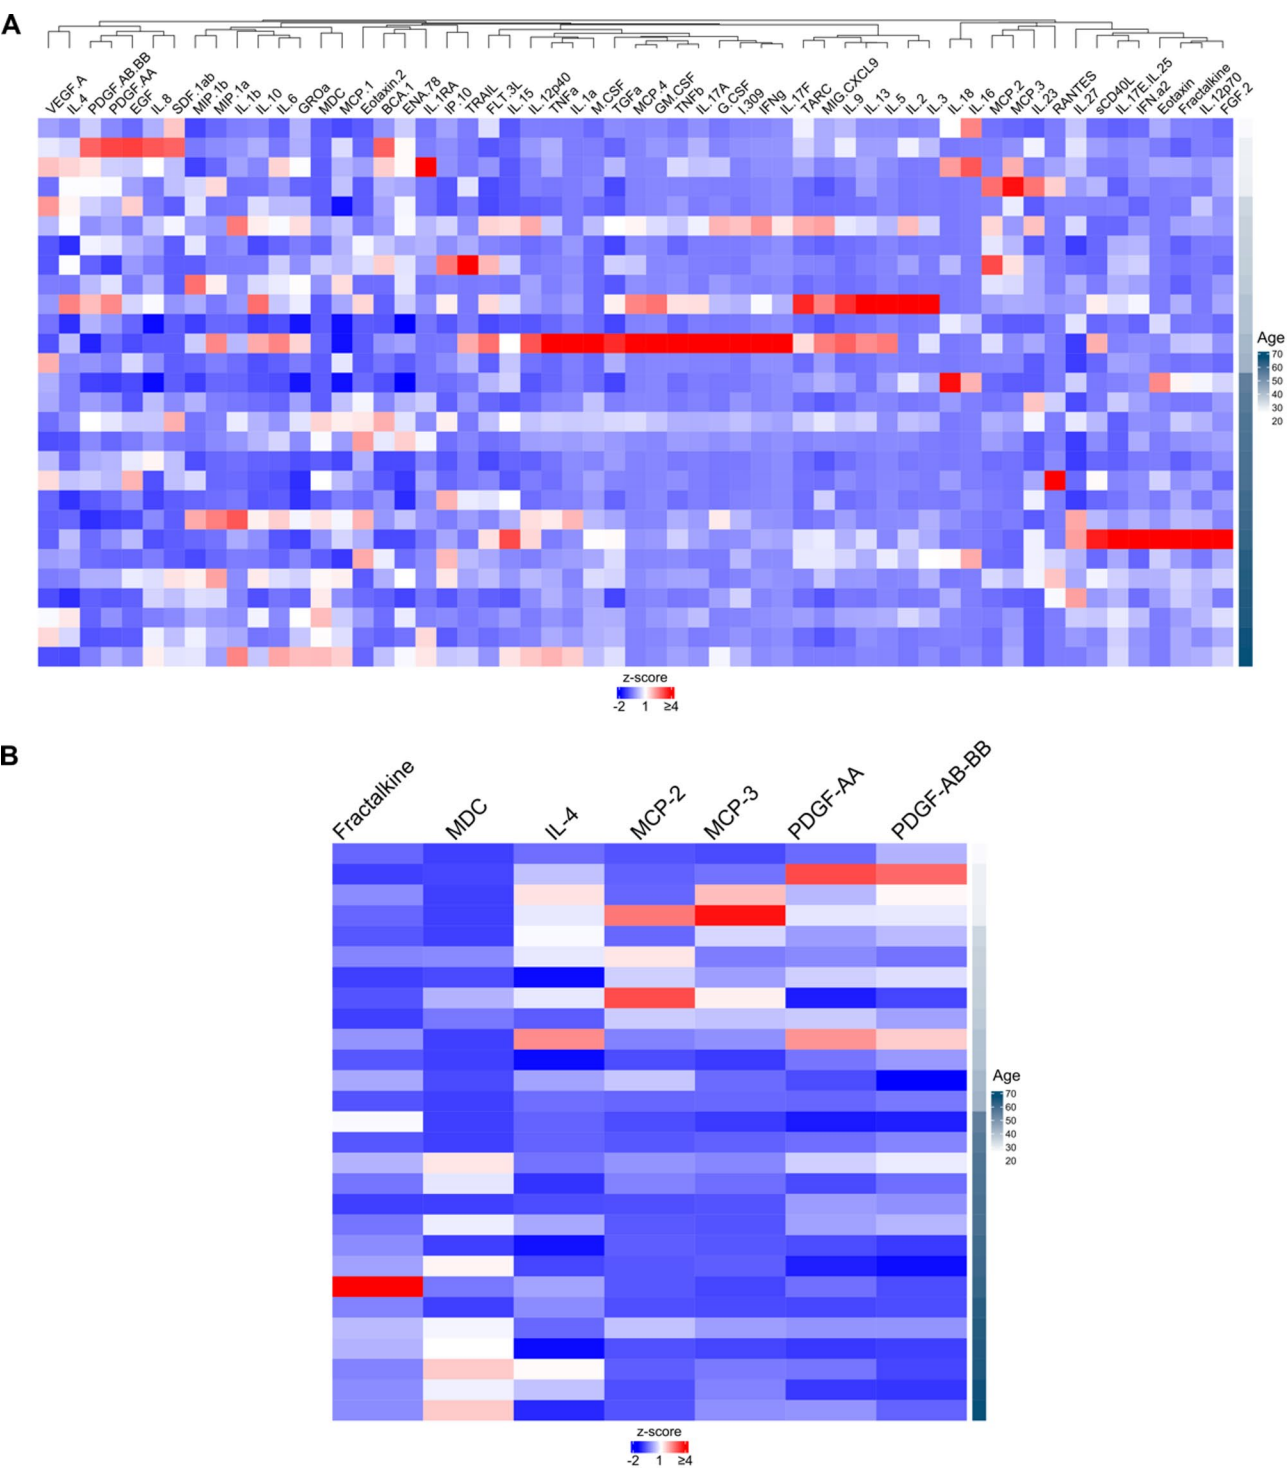 A
VEGF.A
IL.4
PDGF.AB.BB
PDGF.AA
EGF
IL.8
SDF.1ab
MIP.1b
MIP.1a
IL.1b
IL.10
IL.6
GROa
MDC
MCP.1
Eotaxin.2
BCA.1
ENA.78
IL.1RA
IP.10
TRAIL
FLT.3L
IL.15
IL.12p40
TNFa
IL.1a
M.CSF
TGFa
MCP.4
GM.CSF
TNFb
IL.17A
G.CSF
I.309
IFNg
IL.17F
TARC
MIG.CXCL9
IL.9
IL.13
IL.5
IL.2
IL.3
IL.18
IL.16
MCP.2
MCP.3
IL.23
RANTES
IL.27
sCD40L
IL.17E.IL.25
IFN.a2
Eotaxin
Fractalkine
IL.12p70
FGF.2
Age
70
60
50
40
30
20
z-score
-2 1 ≥4
B
Fractalkine
MDC
IL-4
MCP-2
MCP-3
PDGF-AA
PDGF-AB-BB
Age
70
60
50
40
30
20
z-score
-2 1 ≥4